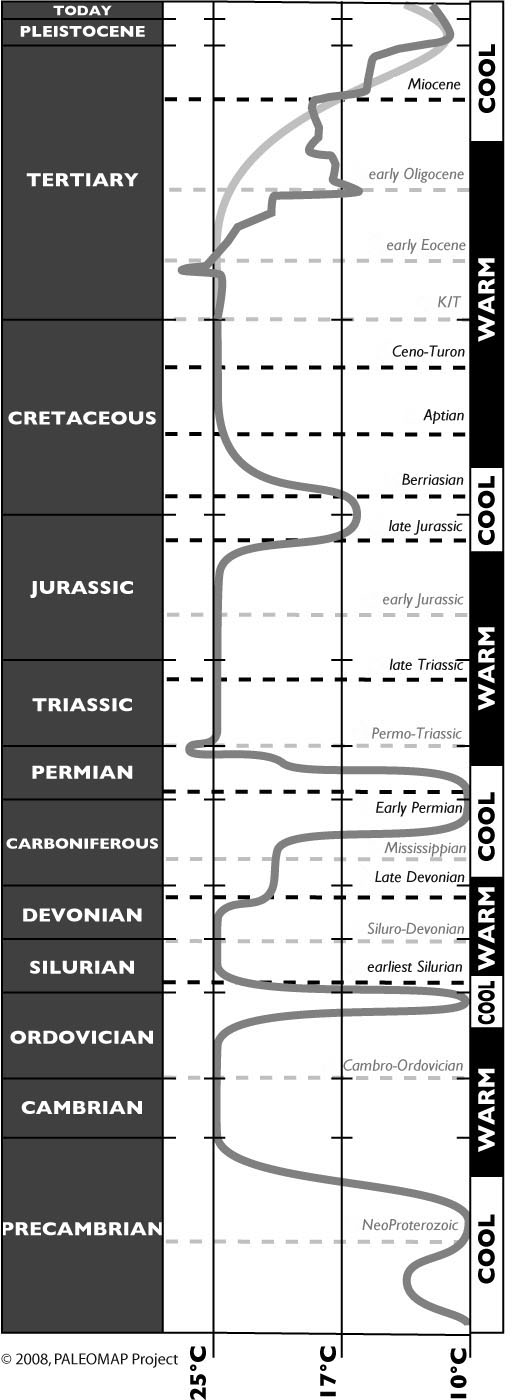 TODAY
PLEISTOCENE
COOL
Miocene
TERTIARY
early Oligocene
early Eocene
WARM
K/T
Ceno-Turon
CRETACEOUS
Aptian
Berriasian
COOL
late Jurassic
JURASSIC
early Jurassic
WARM
late Triassic
TRIASSIC
Permo-Triassic
PERMIAN
Early Permian
COOL
CARBONIFEROUS
Mississippian
Late Devonian
DEVONIAN
WARM
Siluro-Devonian
SILURIAN
earliest Silurian
COOL
ORDOVICIAN
Cambro-Ordovician
WARM
CAMBRIAN
PRECAMBRIAN
NeoProterozoic
COOL
© 2008, PALEOMAP Project
25°C
17°C
10°C